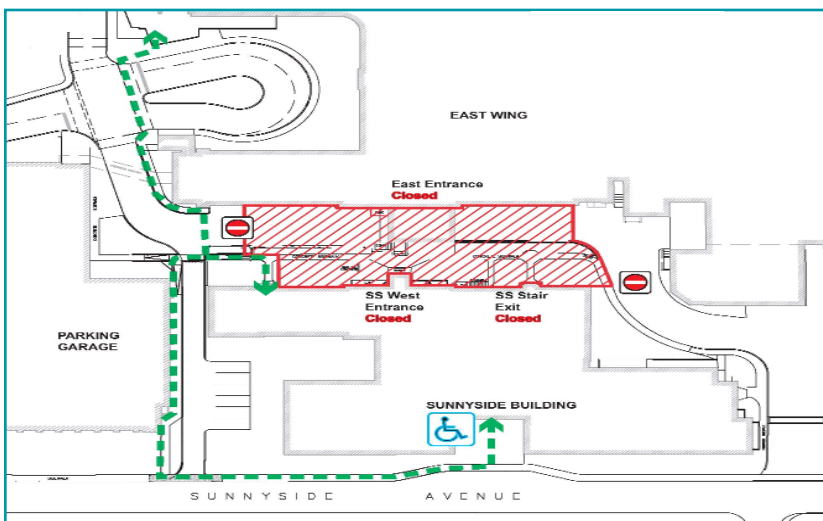 EAST WING
East Entrance
Closed
SS West
Entrance
Closed
SS Stair
Exit
Closed
PARKING
GARAGE
SUNNYSIDE BUILDING
SUNNYSIDE AVENUE